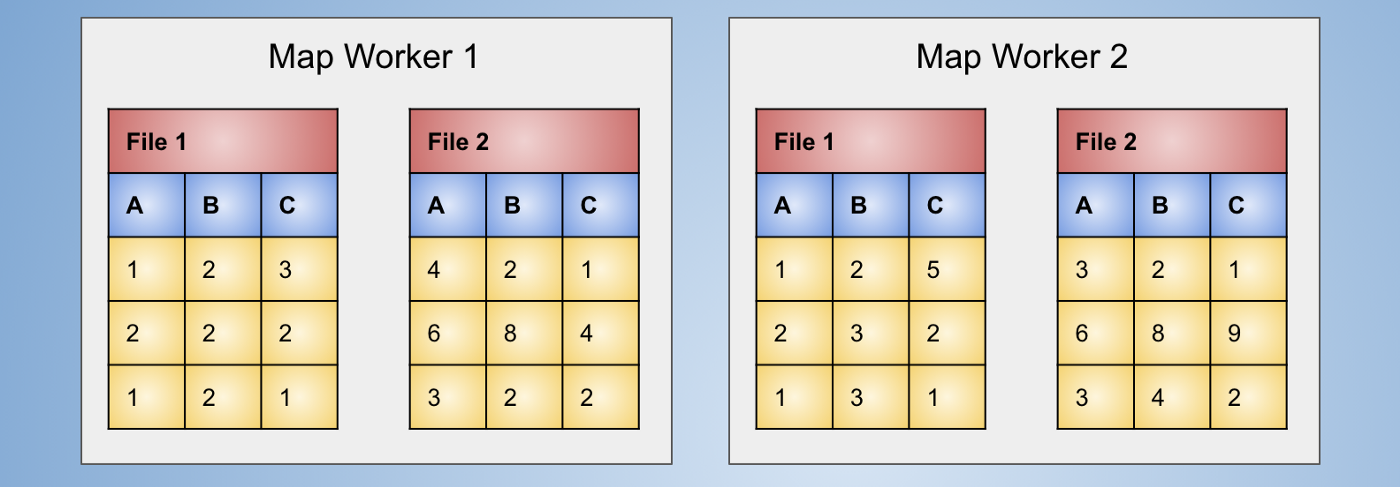 Map Worker 1
File 1
A B C
1 2 3
2 2 2
1 2 1
File 2
A B C
4 2 1
6 8 4
3 2 2
Map Worker 2
File 1
A B C
1 2 5
2 3 2
1 3 1
File 2
A B C
3 2 1
6 8 9
3 4 2